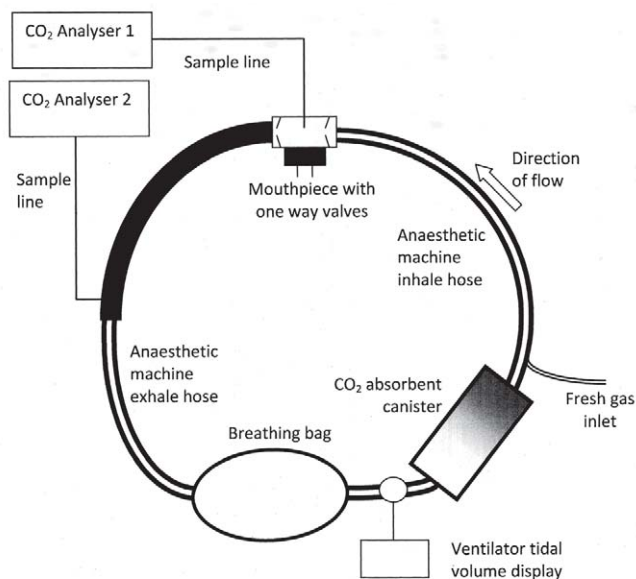 CO₂ Analyser 1
Sample line
CO₂ Analyser 2
Sample
line
Mouthpiece with
one way valves
Direction
of flow
Anaesthetic
machine
inhale hose
Anaesthetic
machine
exhale hose
CO₂ absorbent
canister
Fresh gas
inlet
Breathing bag
Ventilator tidal
volume display